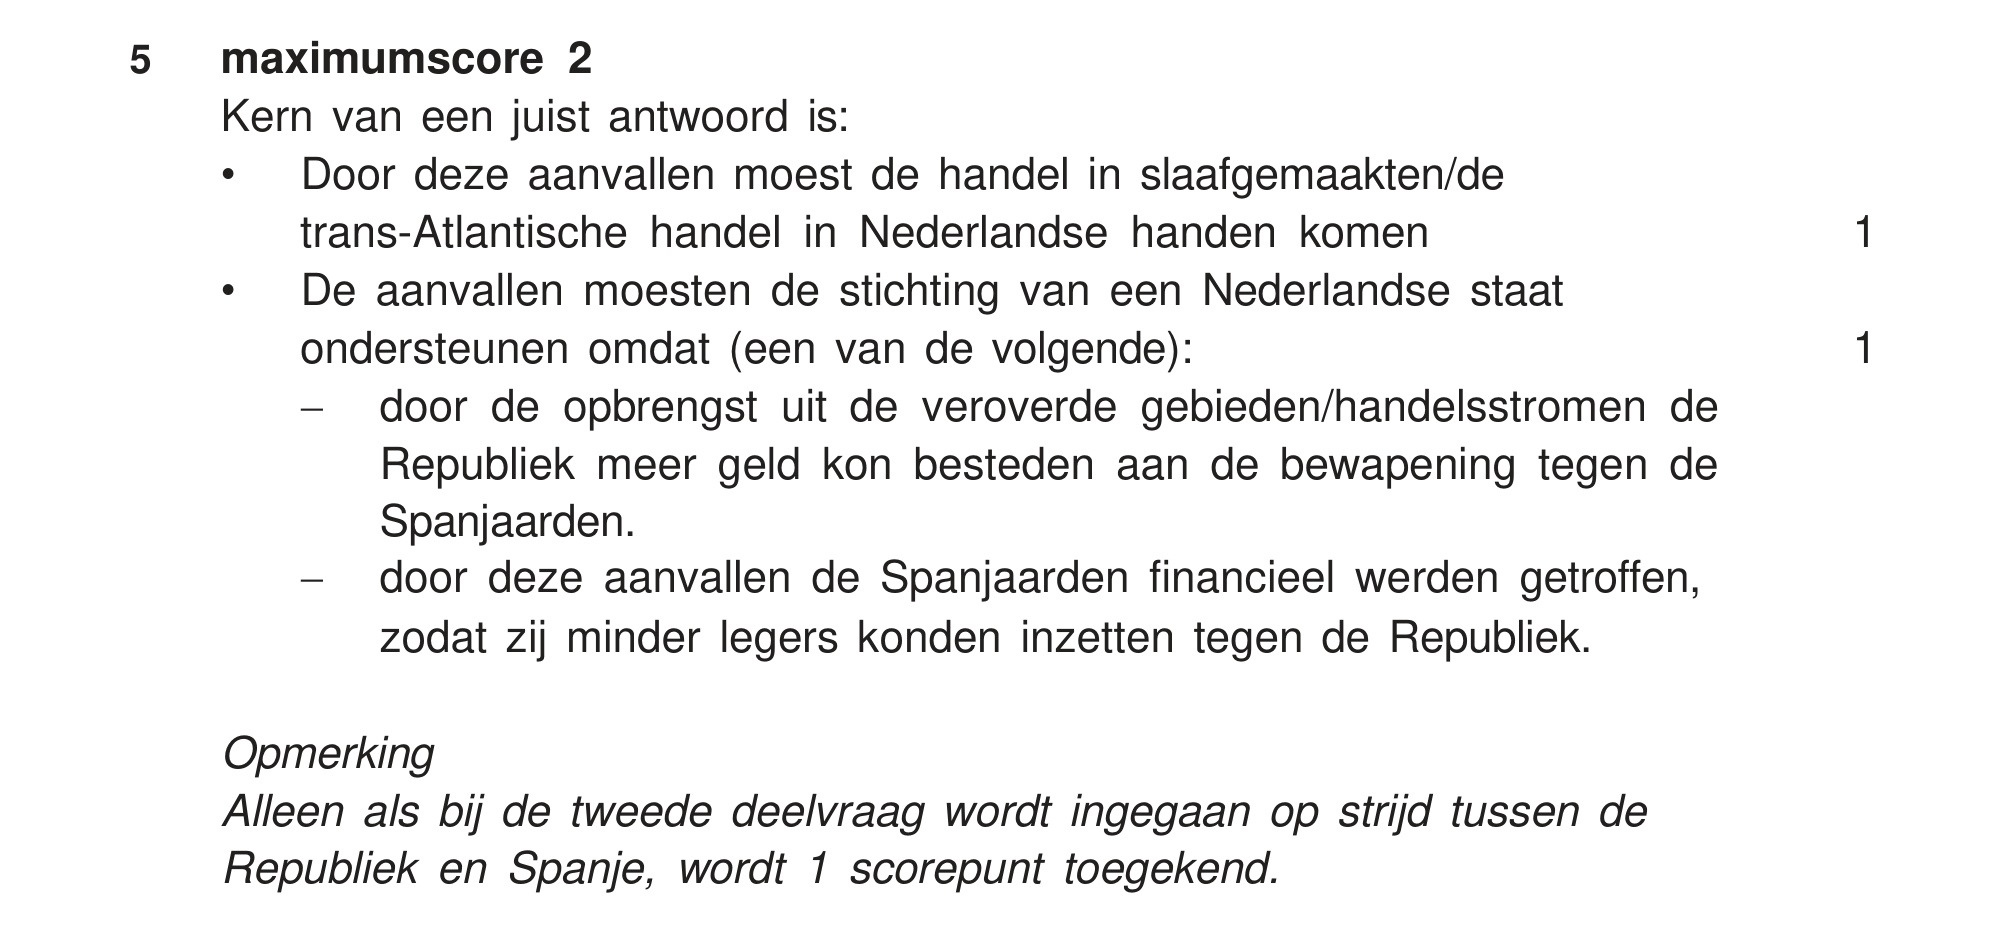 5 maximumscore 2
Kern van een juist antwoord is:
• Door deze aanvallen moest de handel in slaafgemaakten/de
trans-Atlantische handel in Nederlandse handen komen 1
• De aanvallen moesten de stichting van een Nederlandse staat
ondersteunen omdat (een van de volgende): 1
− door de opbrengst uit de veroverde gebieden/handelsstromen de
Republiek meer geld kon besteden aan de bewapening tegen de
Spanjaarden.
− door deze aanvallen de Spanjaarden financieel werden getroffen,
zodat zij minder legers konden inzetten tegen de Republiek.
Opmerking
Alleen als bij de tweede deelvraag wordt ingegaan op strijd tussen de
Republiek en Spanje, wordt 1 scorepunt toegekend.